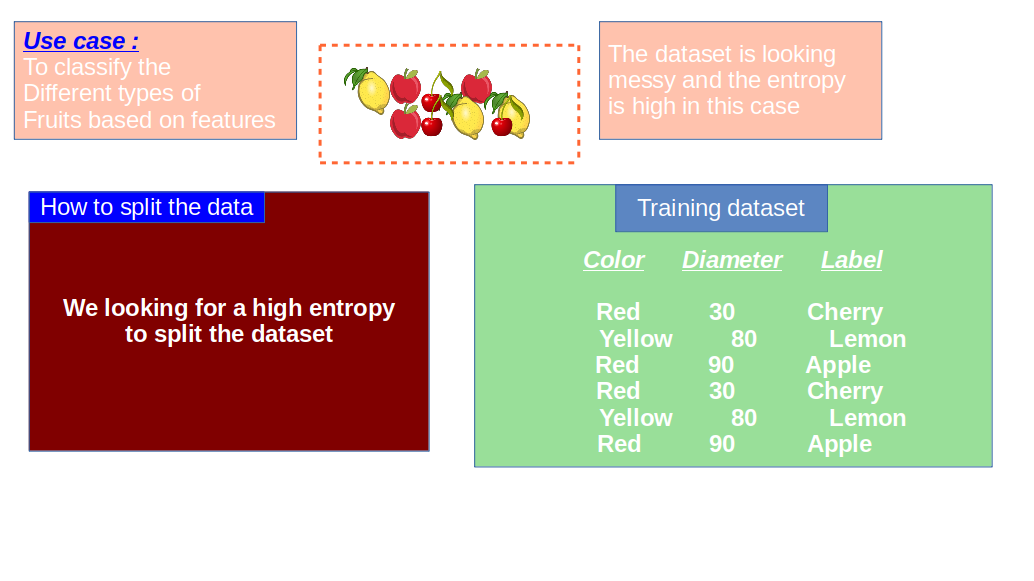 Use case :
To classify the
Different types of
Fruits based on features
The dataset is looking
messy and the entropy
is high in this case
How to split the data
We looking for a high entropy
to split the dataset
Training dataset
Color Diameter Label
Red 30 Cherry
Yellow 80 Lemon
Red 90 Apple
Red 30 Cherry
Yellow 80 Lemon
Red 90 Apple